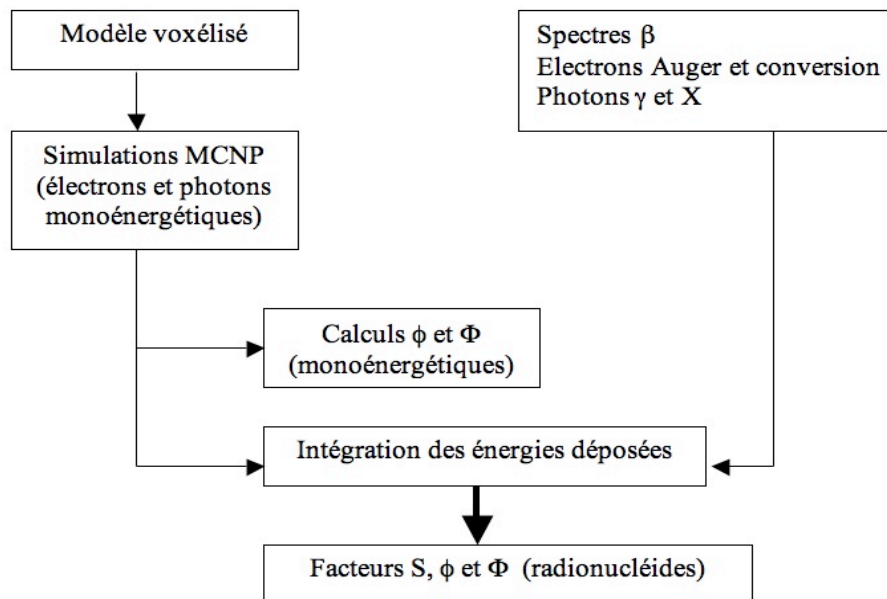 Modèle voxélisé
Spectres β
Electrons Auger et conversion
Photons γ et X
Simulations MCNP
(électrons et photons
monoénergétiques)
Calculs ϕ et Φ
(monoénergétiques)
Intégration des énergies déposées
Facteurs S, ϕ et Φ (radionucléides)